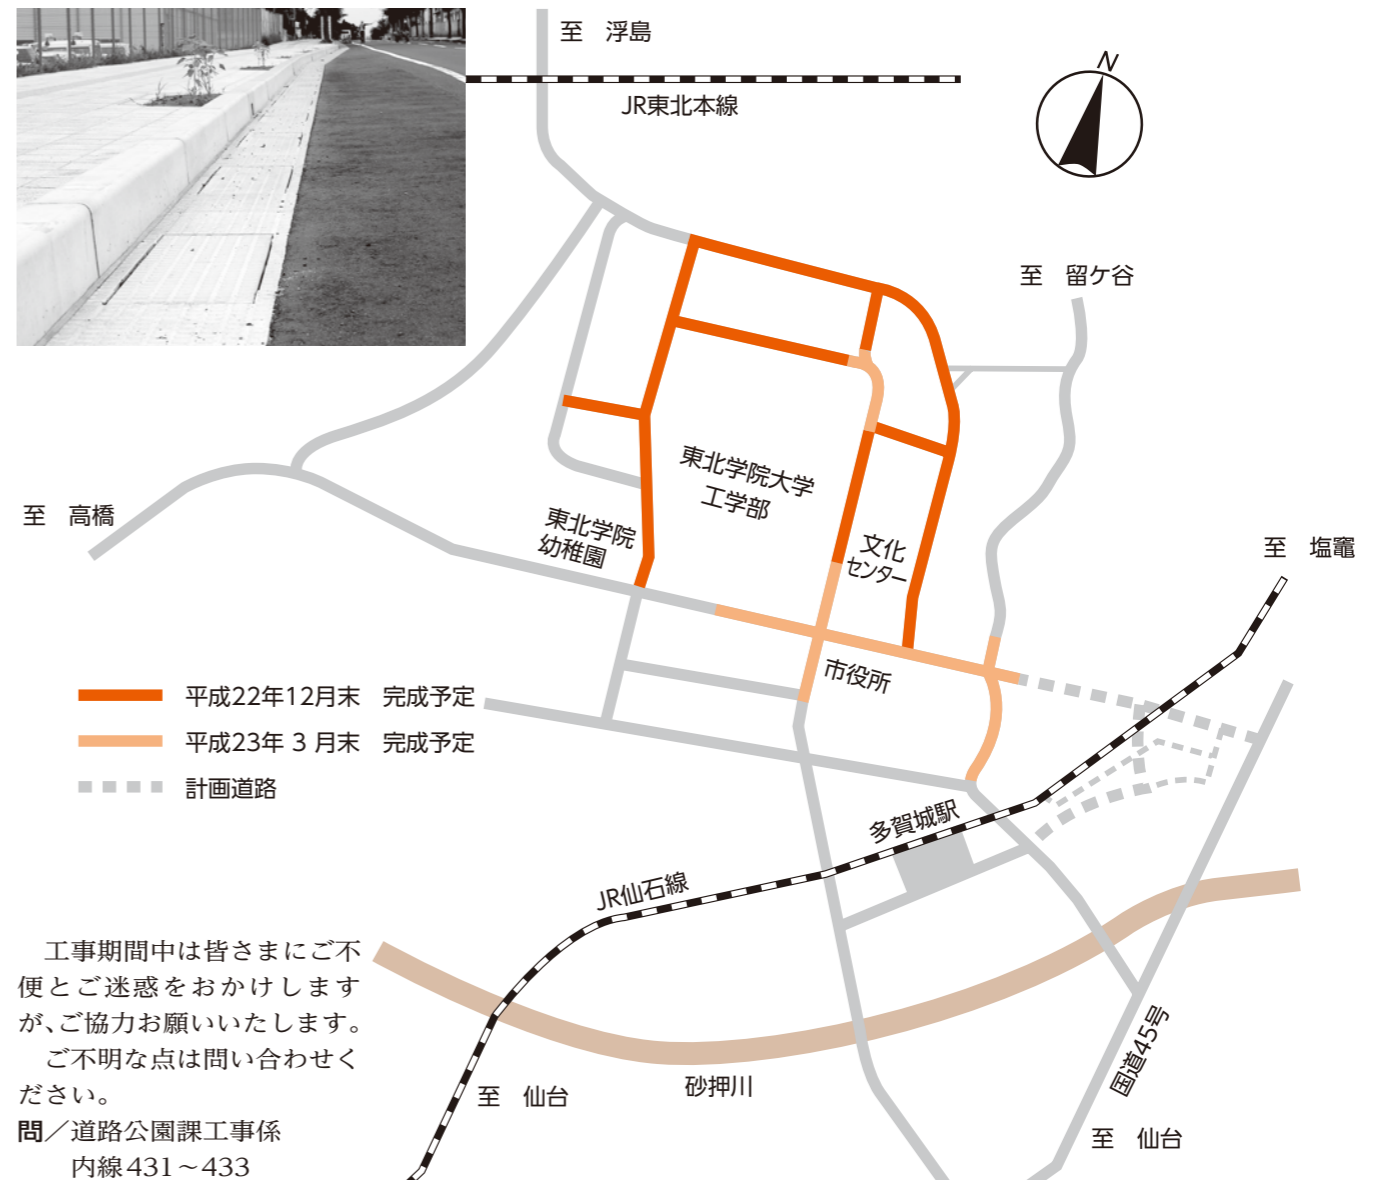 至　浮島
JR東北本線
N
至　留ケ谷
東北学院大学
工学部
至　高橋
東北学院
幼稚園
文化
センター
至　塩竈
市役所
平成22年12月末　完成予定
平成23年 3 月末　完成予定
計画道路
多賀城駅
JR仙石線
工事期間中は皆さまにご不
便とご迷惑をおかけします
が、ご協力お願いいたします。
ご不明な点は問い合わせく
ださい。
問／道路公園課工事係
内線431～433
至　仙台
砂押川
国道45号
至　仙台